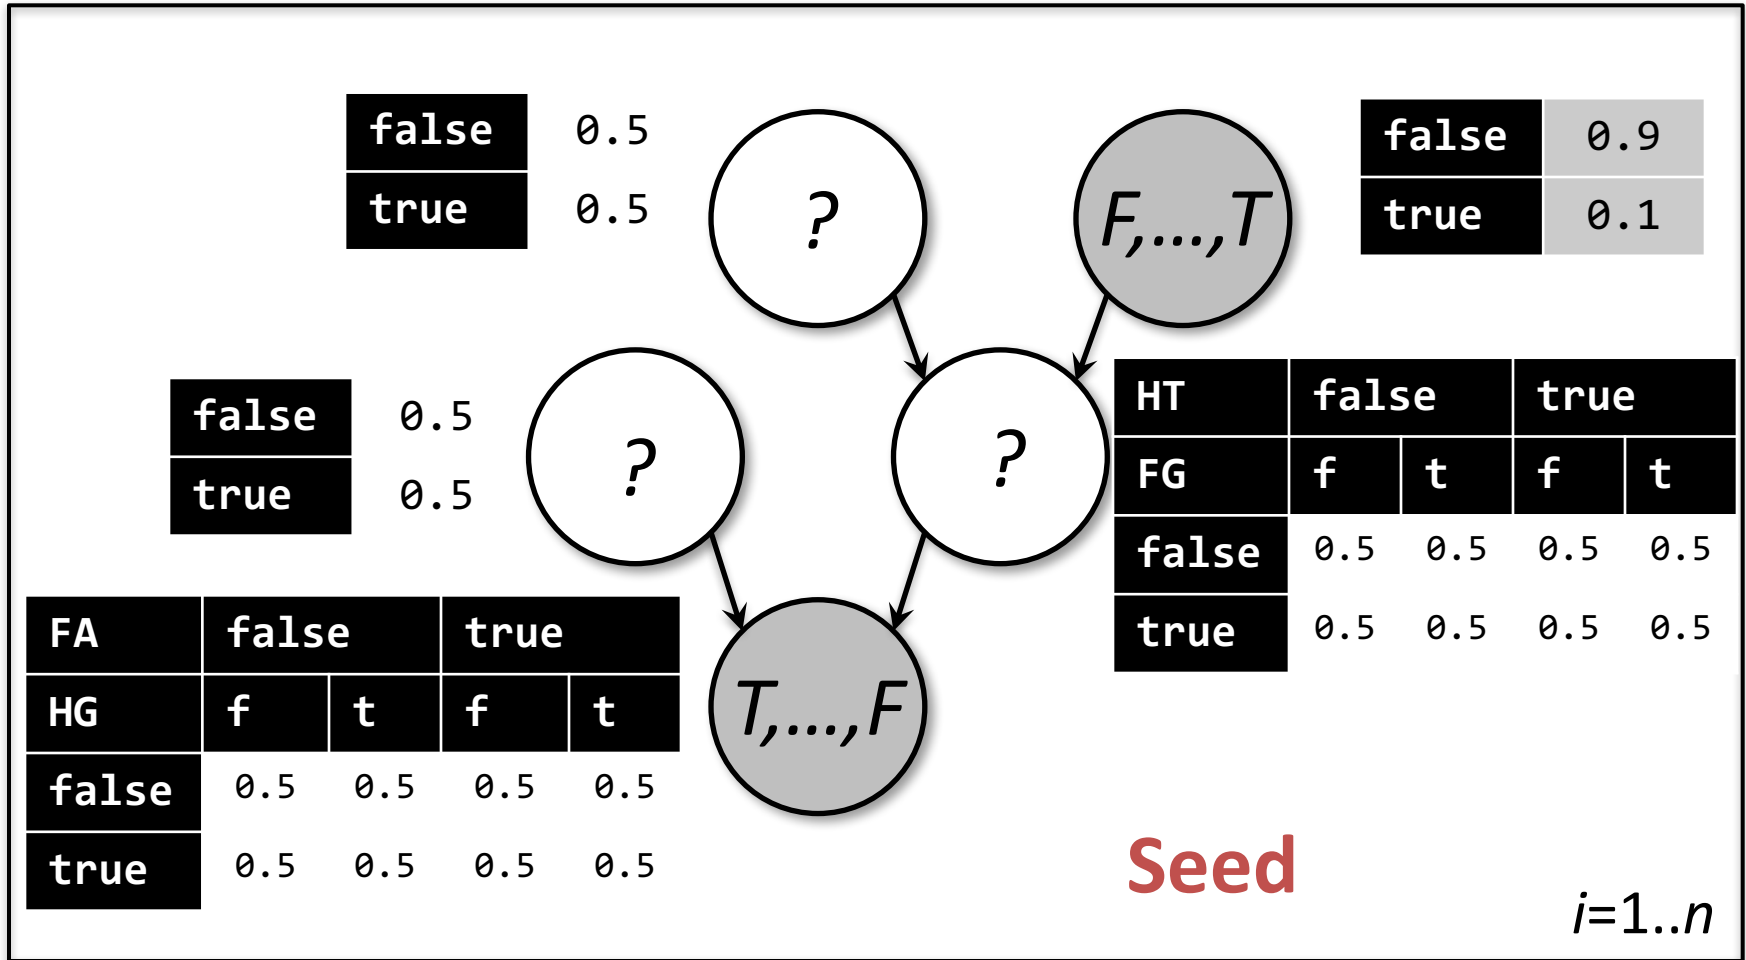 false 0.5
true 0.5
?
F,...,T
false 0.9
true 0.1
false 0.5
true 0.5
?
?
HT false true
FG f t f t
false 0.5 0.5 0.5 0.5
true 0.5 0.5 0.5 0.5
FA false true
HG f t f t
false 0.5 0.5 0.5 0.5
true 0.5 0.5 0.5 0.5
T,...,F
Seed
i=1..n